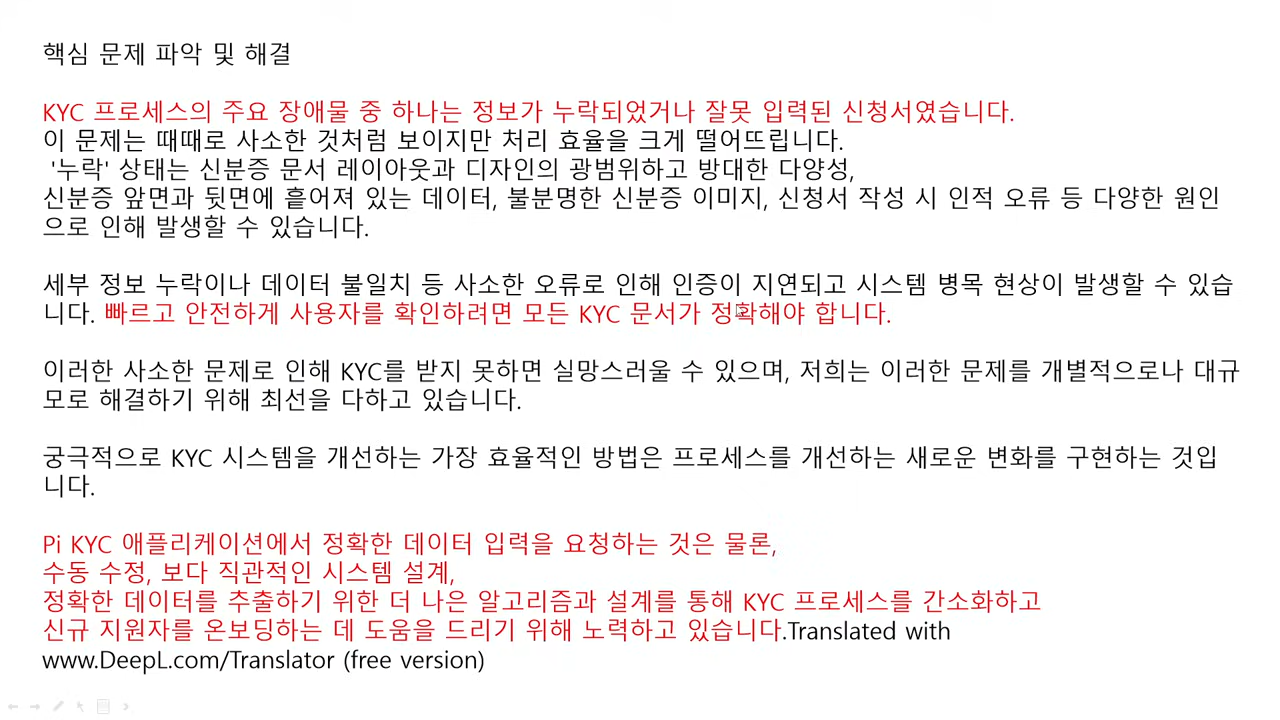 핵심 문제 파악 및 해결
KYC 프로세스의 주요 장애물 중 하나는 정보가 누락되었거나 잘못 입력된 신청서였습니다.
이 문제는 때때로 사소한 것처럼 보이지만 처리 효율을 크게 떨어뜨립니다.
'누락' 상태는 신분증 문서 레이아웃과 디자인의 광범위하고 방대한 다양성,
신분증 앞면과 뒷면에 흩어져 있는 데이터, 불분명한 신분증 이미지, 신청서 작성 시 인적 오류 등 다양한 원인
으로 인해 발생할 수 있습니다.
세부 정보 누락이나 데이터 불일치 등 사소한 오류로 인해 인증이 지연되고 시스템 병목 현상이 발생할 수 있습
니다. 빠르고 안전하게 사용자를 확인하려면 모든 KYC 문서가 정확해야 합니다.
이러한 사소한 문제로 인해 KYC를 받지 못하면 실망스러울 수 있으며, 저희는 이러한 문제를 개별적으로나 대규
모로 해결하기 위해 최선을 다하고 있습니다.
궁극적으로 KYC 시스템을 개선하는 가장 효율적인 방법은 프로세스를 개선하는 새로운 변화를 구현하는 것입
니다.
Pi KYC 애플리케이션에서 정확한 데이터 입력을 요청하는 것은 물론,
수동 수정, 보다 직관적인 시스템 설계,
정확한 데이터를 추출하기 위한 더 나은 알고리즘과 설계를 통해 KYC 프로세스를 간소화하고
신규 지원자를 온보딩하는 데 도움을 드리기 위해 노력하고 있습니다.Translated with
www.DeepL.com/Translator (free version)